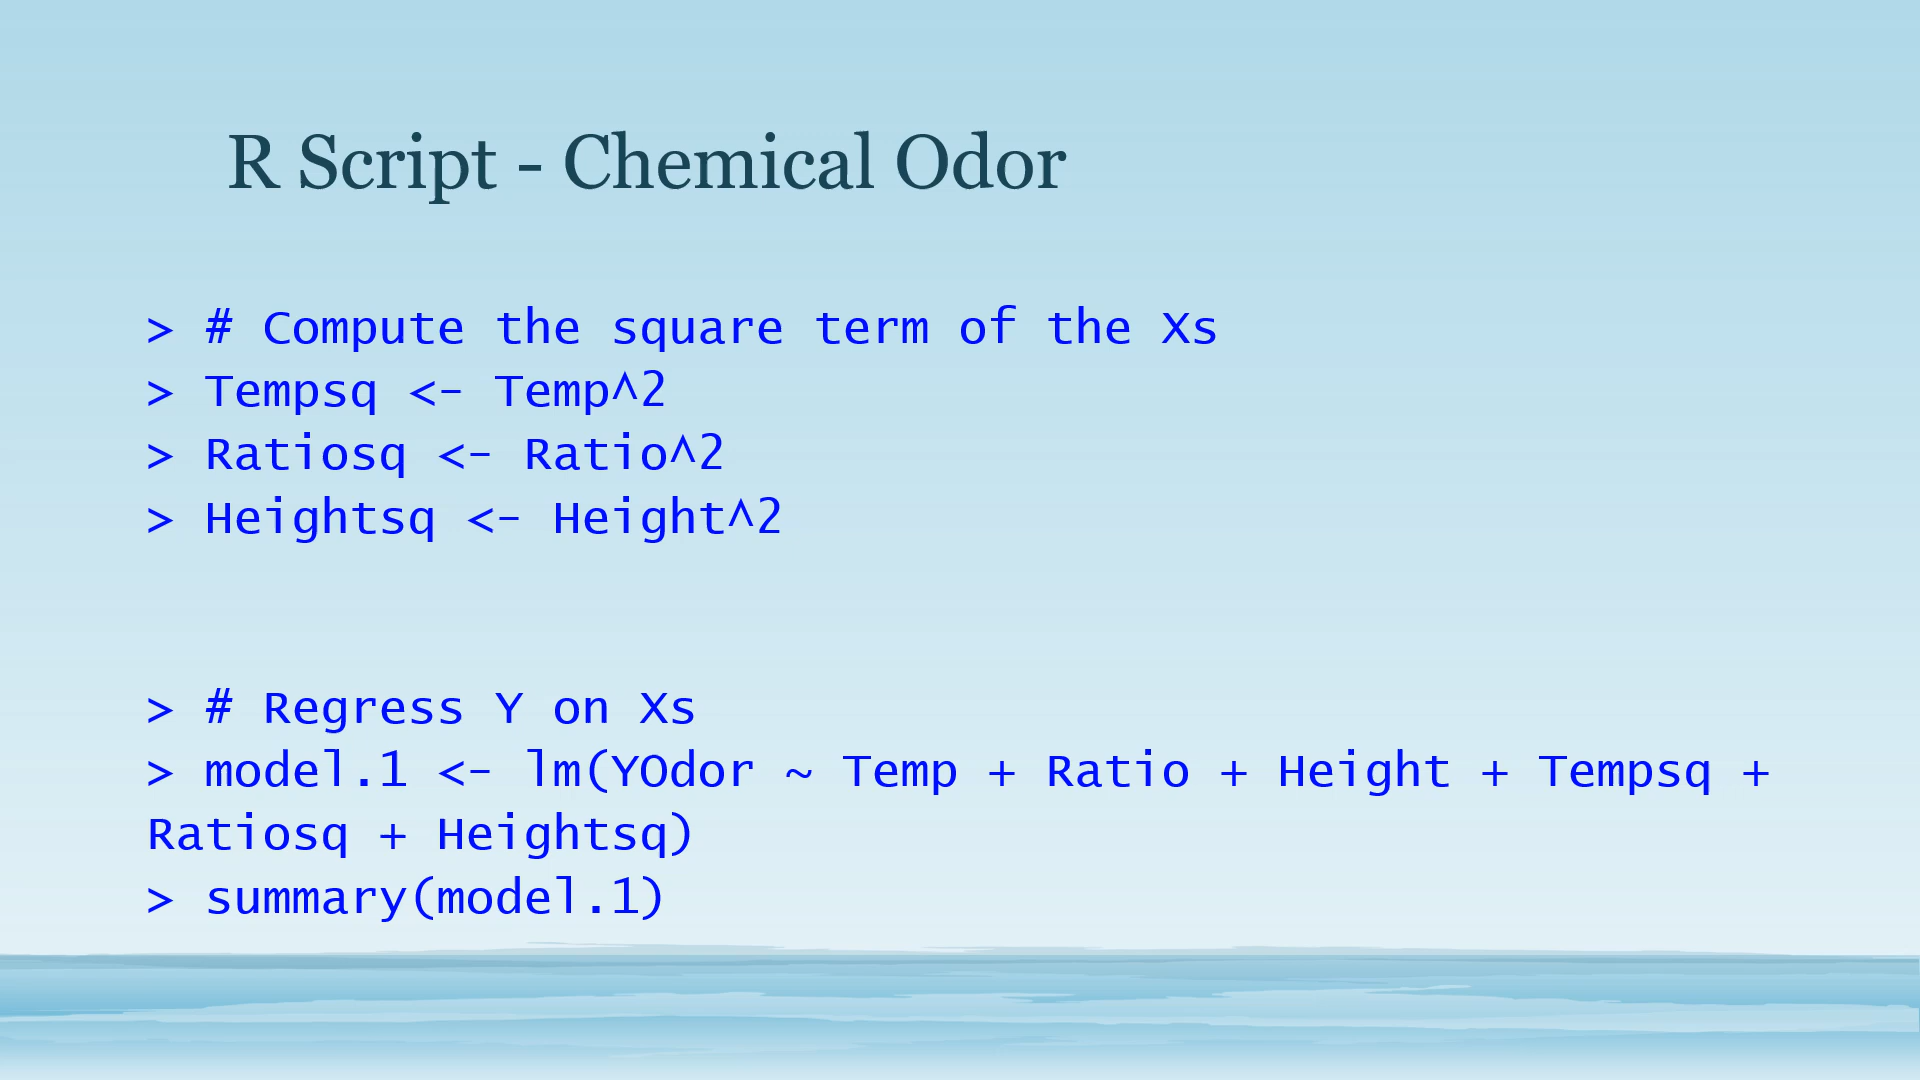 R Script - Chemical Odor
> # Compute the square term of the Xs
> Tempsq <- Temp^2
> Ratiosq <- Ratio^2
> Heightsq <- Height^2
> # Regress Y on Xs
> model.1 <- lm(YOdor ~ Temp + Ratio + Height + Tempsq +
Ratiosq + Heightsq)
> summary(model.1)